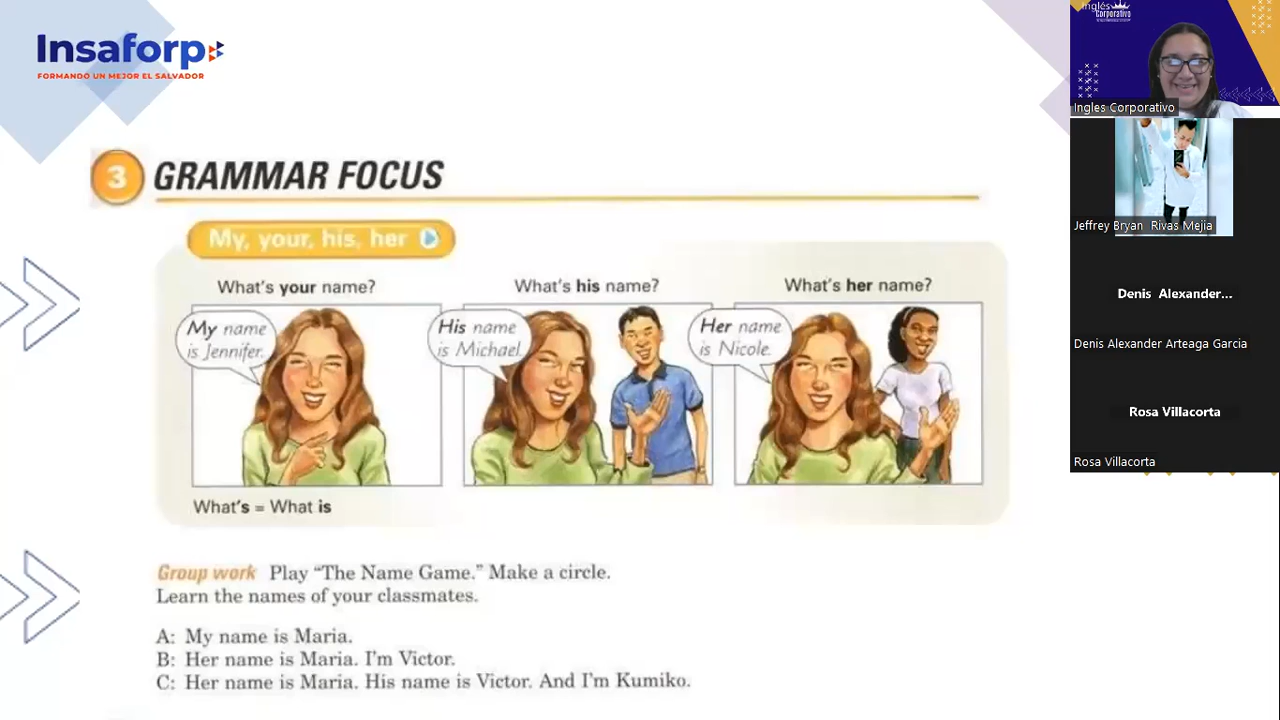 Insaforp
FORMANDO UN MEJOR EL SALVADOR
3 GRAMMAR FOCUS
My, your, his, her
What's your name?
My name
is Jennifer.
What's his name?
His name
is Michael.
What's her name?
Her name
is Nicole.
What's = What is
Group work Play “The Name Game.” Make a circle.
Learn the names of your classmates.
A: My name is Maria.
B: Her name is Maria. I'm Victor.
C: Her name is Maria. His name is Victor. And I'm Kumiko.
Inglés
Corporativo
Ingles Corporativo
Jeffrey Bryan Rivas Mejia
Denis Alexander...
Denis Alexander Arteaga Garcia
Rosa Villacorta
Rosa Villacorta